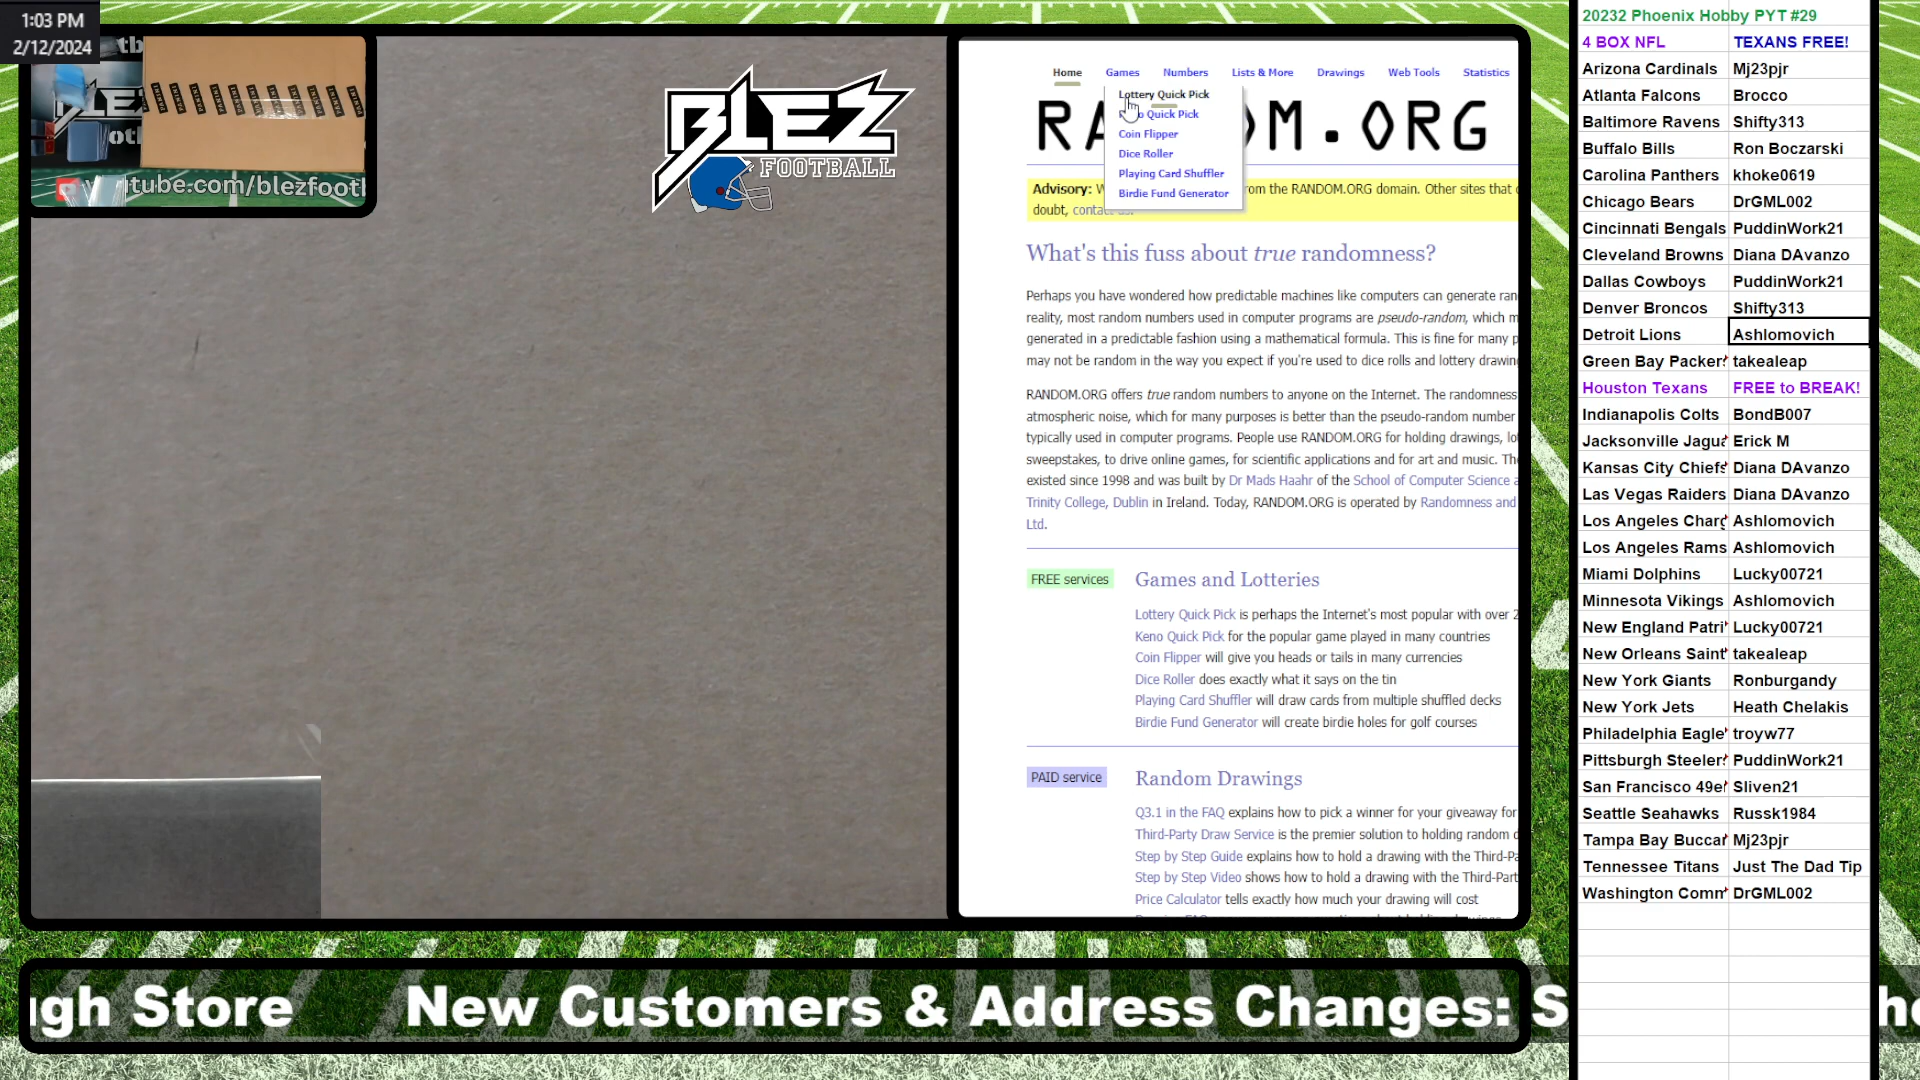 1:03 PM
2/12/2024
BLEZ
FOOTBALL
Home Games Numbers Lists & More Drawings Web Tools Statistics
Lottery Quick Pick
Quick Pick
Coin Flipper
Dice Roller
Playing Card Shuffler
Birdie Fund Generator
Advisory: from the RANDOM.ORG domain. Other sites that
doubt,
What's this fuss about true randomness?
Perhaps you have wondered how predictable machines like computers can generate
reality, most random numbers used in computer programs are pseudo-random, which
generated in a predictable fashion using a mathematical formula. This is fine for many
may not be random in the way you expect if you're used to dice rolls and lottery
RANDOM.ORG offers true random numbers to anyone on the Internet. The randomness
atmospheric noise, which for many purposes is better than the pseudo-random number
typically used in computer programs. People use RANDOM.ORG for holding drawings,
sweepstakes, to drive online games, for scientific applications and for art and music.
existed since 1998 and was built by Dr Mads Haahr of the School of Computer Science
Trinity College, Dublin in Ireland. Today, RANDOM.ORG is operated by Randomness and
Ltd.
FREE services Games and Lotteries
Lottery Quick Pick is perhaps the Internet's most popular with over 2
Keno Quick Pick for the popular game played in many countries
Coin Flipper will give you heads or tails in many currencies
Dice Roller does exactly what it says on the tin
Playing Card Shuffler will draw cards from multiple shuffled decks
Birdie Fund Generator will create birdie holes for golf courses
PAID service Random Drawings
Q3.1 in the FAQ explains how to pick a winner for your giveaway for
Third-Party Draw Service is the premier solution to holding random
Step by Step Guide explains how to hold a drawing with the
Step by Step Video shows how to hold a drawing with the
Price Calculator tells exactly how much your drawing will cost
20232 Phoenix Hobby PYT #29
4 BOX NFL TEXANS FREE!
Arizona Cardinals Mj23pjr
Atlanta Falcons Brocco
Baltimore Ravens Shifty313
Buffalo Bills Ron Boczarski
Carolina Panthers khoke0619
Chicago Bears DrGML002
Cincinnati Bengals PuddinWork21
Cleveland Browns Diana DAvanzo
Dallas Cowboys PuddinWork21
Denver Broncos Shifty313
Detroit Lions Ashlomovich
Green Bay Packer takealeap
Houston Texans FREE to BREAK!
Indianapolis Colts BondB007
Jacksonville Jagua Erick M
Kansas City Chiefs Diana DAvanzo
Las Vegas Raiders Diana DAvanzo
Los Angeles Charg Ashlomovich
Los Angeles Rams Ashlomovich
Miami Dolphins Lucky00721
Minnesota Vikings Ashlomovich
New England Patri Lucky00721
New Orleans Saint takealeap
New York Giants Ronburgandy
New York Jets Heath Chelakis
Philadelphia Eagle troyw77
Pittsburgh Steeler PuddinWork21
San Francisco 49e Sliven21
Seattle Seahawks Russk1984
Tampa Bay Buccar Mj23pjr
Tennessee Titans Just The Dad Tip
Washington Comm DrGML002
ugh Store New Customers & Address Changes: S